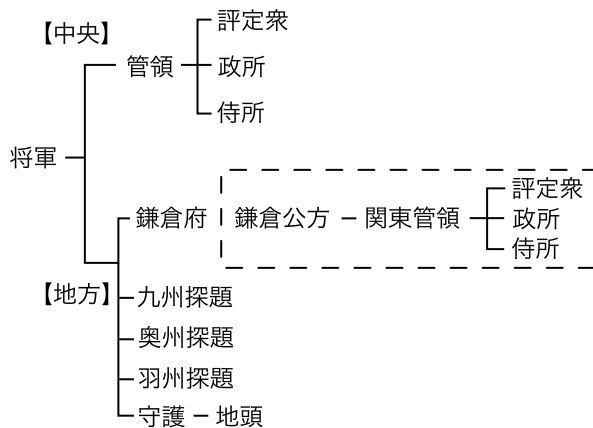 【中央】
将軍
管領
評定衆
政所
侍所
【地方】
鎌倉府
鎌倉公方 - 関東管領
評定衆
政所
侍所
九州探題
奥州探題
羽州探題
守護 - 地頭